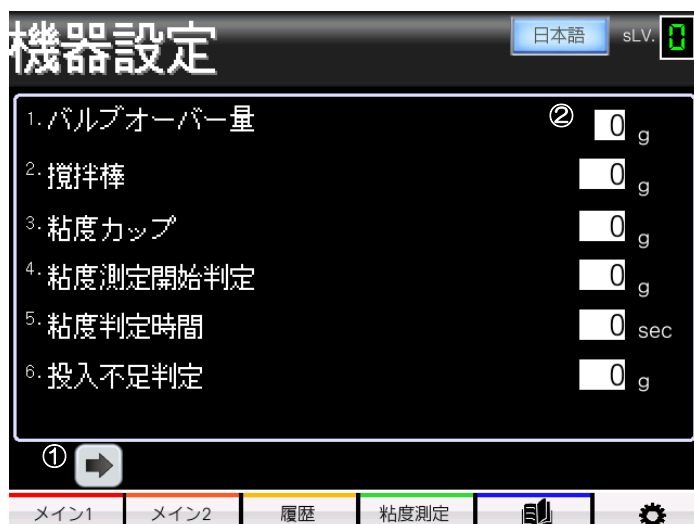 機器設定
日本語
sLV. 0
1. バルブオーバー量 ② 0 g
2. 撹拌棒 0 g
3. 粘度カップ 0 g
4. 粘度測定開始判定 0 g
5. 粘度判定時間 0 sec
6. 投入不足判定 0 g
①
メイン1 メイン2 履歴 粘度測定